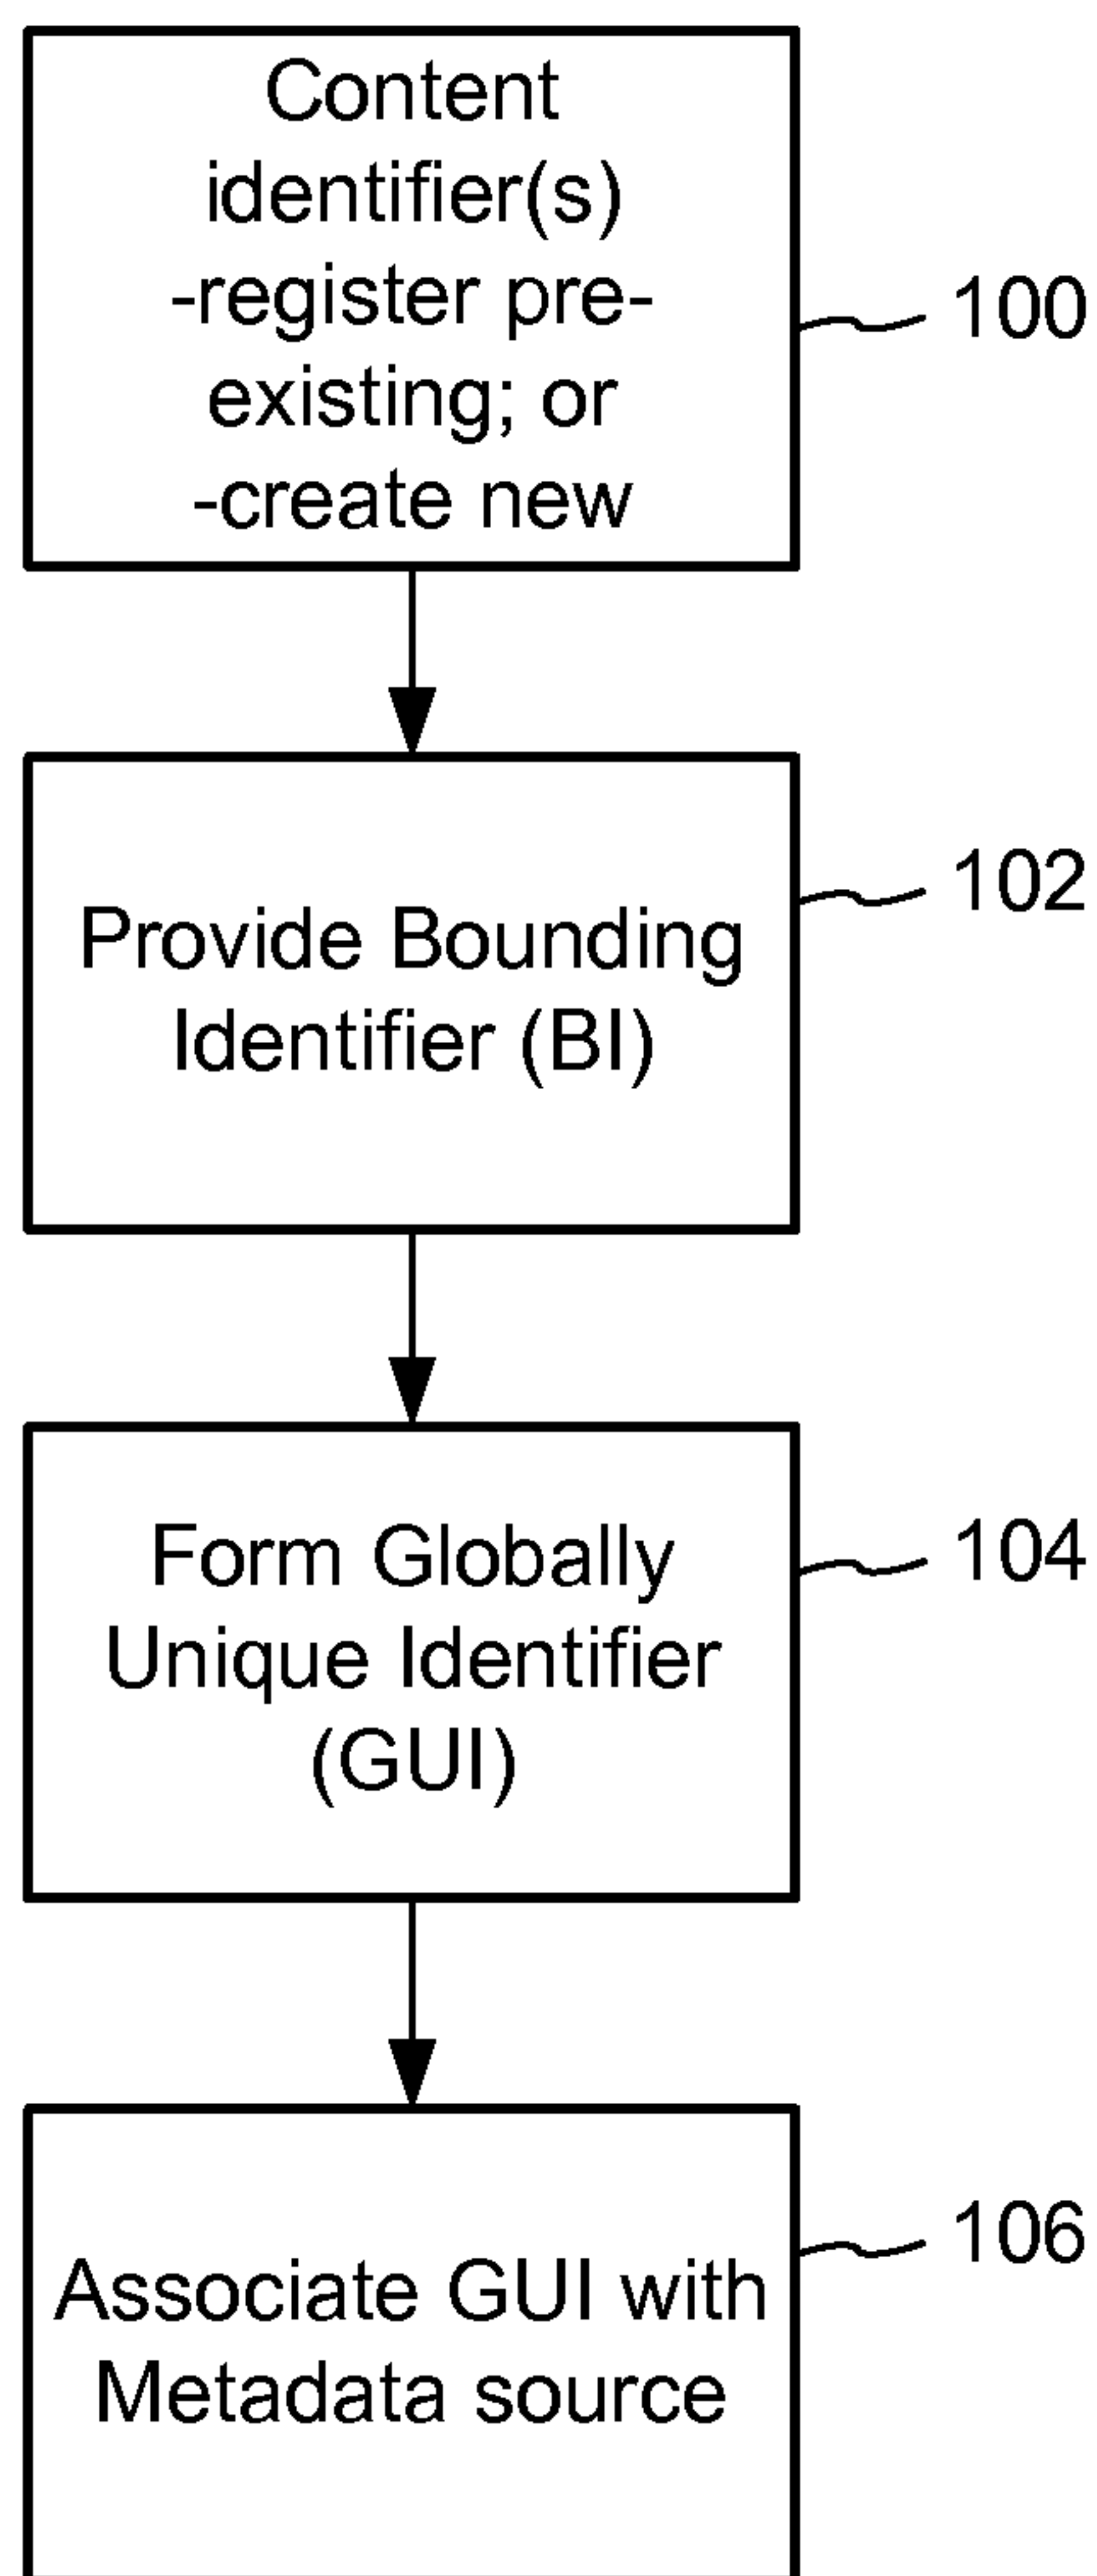 Content
identifier(s)
-register pre-
existing; or
-create new
100
Provide Bounding
Identifier (BI)
102
Form Globally
Unique Identifier
(GUI)
104
Associate GUI with
Metadata source
106